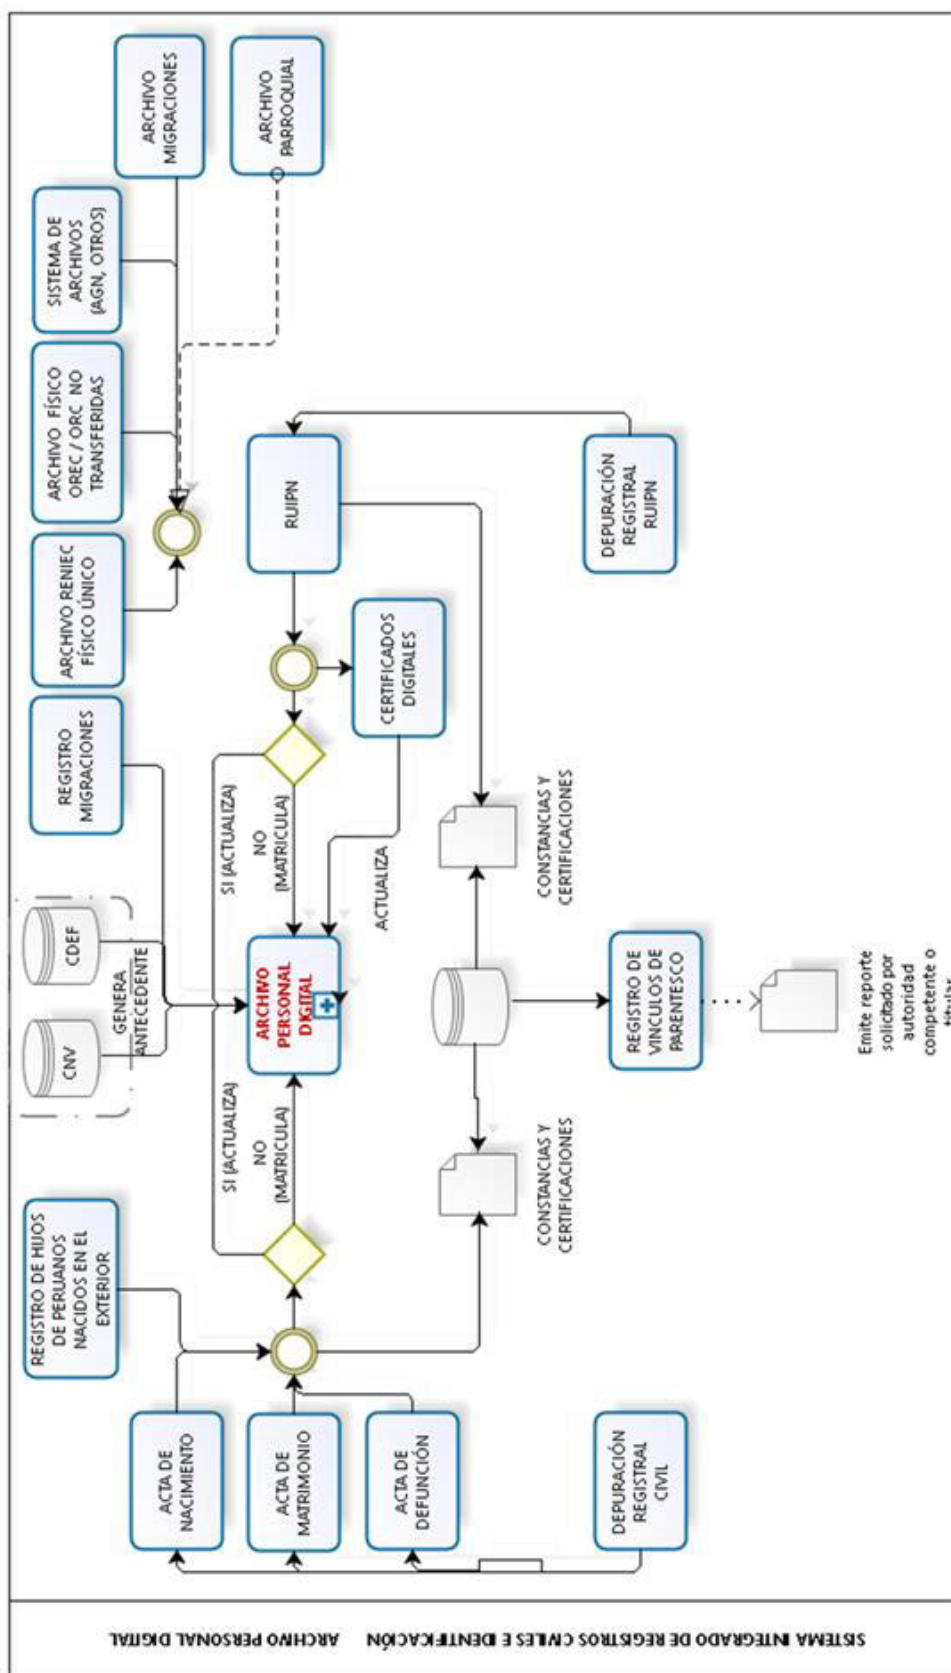 SISTEMA INTEGRADO DE REGISTROS CIVILES E IDENTIFICACIÓN
ARCHIVO PERSONAL DIGITAL
REGISTRO DE HIJOS
DE PERUANOS
NACIDOS EN EL
EXTERIOR
CNV
CDEF
GENERA
ANTECEDENTE
REGISTRO
MIGRACIONES
ARCHIVO RENIEC
FÍSICO ÚNICO
ARCHIVO FÍSICO
OREC / ORC NO
TRANSFERIDAS
SISTEMA DE
ARCHIVOS
(AGN, OTROS)
ARCHIVO
MIGRACIONES
ARCHIVO
PARROQUIAL
ACTA DE
NACIMIENTO
ACTA DE
MATRIMONIO
ACTA DE
DEFUNCIÓN
DEPURACIÓN
REGISTRAL
CIVIL
SI (ACTUALIZA)
NO
(MATRICULA)
ARCHIVO
PERSONAL
DIGITAL
SI (ACTUALIZA)
NO
(MATRICULA)
ACTUALIZA
CERTIFICADOS
DIGITALES
RUIPN
DEPURACIÓN
REGISTRAL
RUIPN
CONSTANCIAS Y
CERTIFICACIONES
CONSTANCIAS Y
CERTIFICACIONES
REGISTRO DE
VINCULOS DE
PARENTESCO
Emite reporte
solicitado por
autoridad
competente o
titular